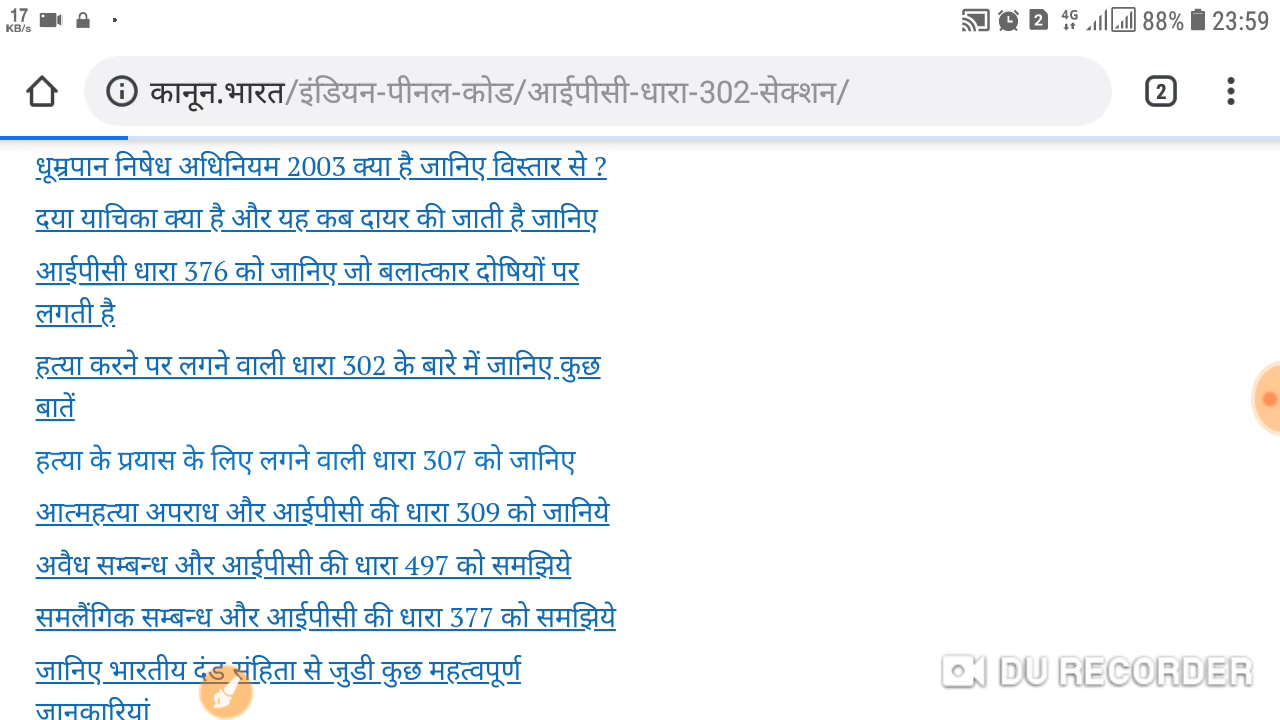 17
KB/s
2
4G
88%
23:59
कानून.भारत/इंडियन-पीनल-कोड/आईपीसी-धारा-302-सेक्शन/
2
धूम्रपान निषेध अधिनियम 2003 क्या है जानिए विस्तार से ?
दया याचिका क्या है और यह कब दायर की जाती है जानिए
आईपीसी धारा 376 को जानिए जो बलात्कार दोषियों पर
लगती है
हत्या करने पर लगने वाली धारा 302 के बारे में जानिए कुछ
बातें
हत्या के प्रयास के लिए लगने वाली धारा 307 को जानिए
आत्महत्या अपराध और आईपीसी की धारा 309 को जानिये
अवैध सम्बन्ध और आईपीसी की धारा 497 को समझिये
समलैंगिक सम्बन्ध और आईपीसी की धारा 377 को समझिये
जानिए भारतीय दंड संहिता से जुडी कुछ महत्वपूर्ण
जानकारियां
DU RECORDER